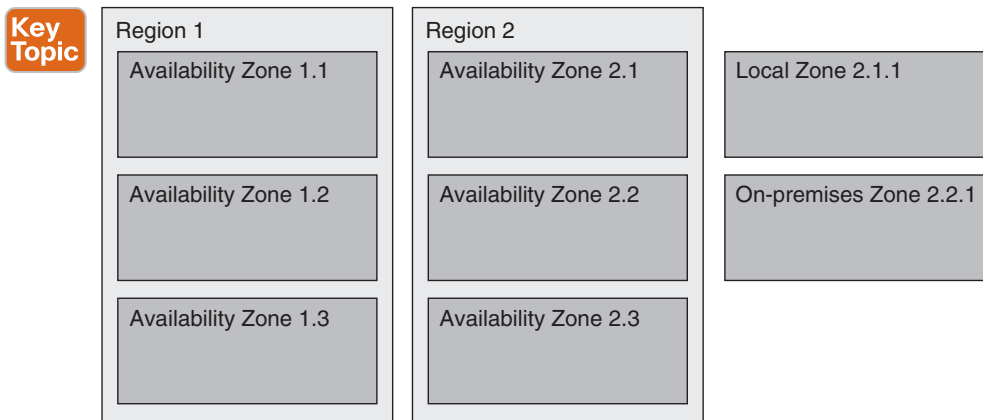 Key
Topic
Region 1
Availability Zone 1.1
Availability Zone 1.2
Availability Zone 1.3
Region 2
Availability Zone 2.1
Availability Zone 2.2
Availability Zone 2.3
Local Zone 2.1.1
On-premises Zone 2.2.1